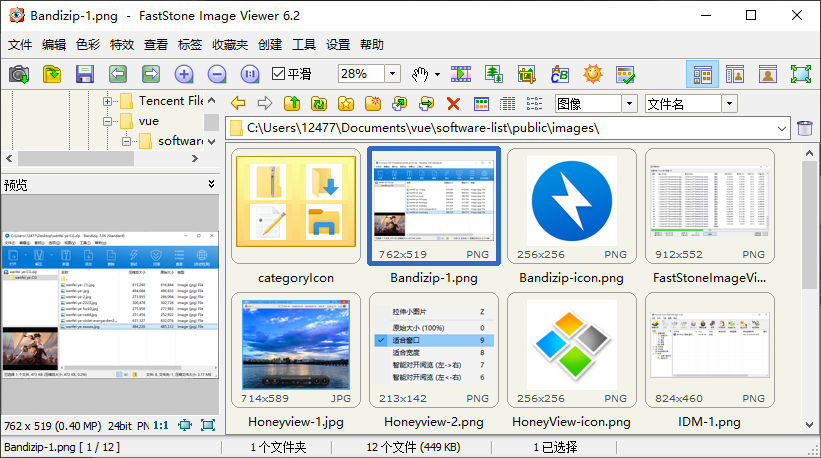 Bandizip-1.png - FastStone Image Viewer 6.2
文件 编辑 色彩 特效 查看 标签 收藏夹 创建 工具 设置 帮助
平滑 28%
Tencent File
vue
software
图像 文件名
C:\Users\12477\Documents\vue\software-list\public\images\
预览
categoryIcon
762x519 PNG
Bandizip-1.png
256x256 PNG
Bandizip-icon.png
912x552 PNG
FastStoneImageVi...
714x589 JPG
Honeyview-1.jpg
拉伸小图片 Z
原始大小 (100%) 0
适合窗口 9
适合宽度 8
智能对开阅览 (左->右) 7
智能对开阅览 (左<-右) 6
213x142 PNG
Honeyview-2.png
256x256 PNG
HoneyView-icon.png
824x460 PNG
IDM-1.png
762 x 519 (0.40 MP) 24bit PN 1:1
Bandizip-1.png [ 1 / 12 ] 1 个文件夹 12 个文件 (449 KB) 1 已选择